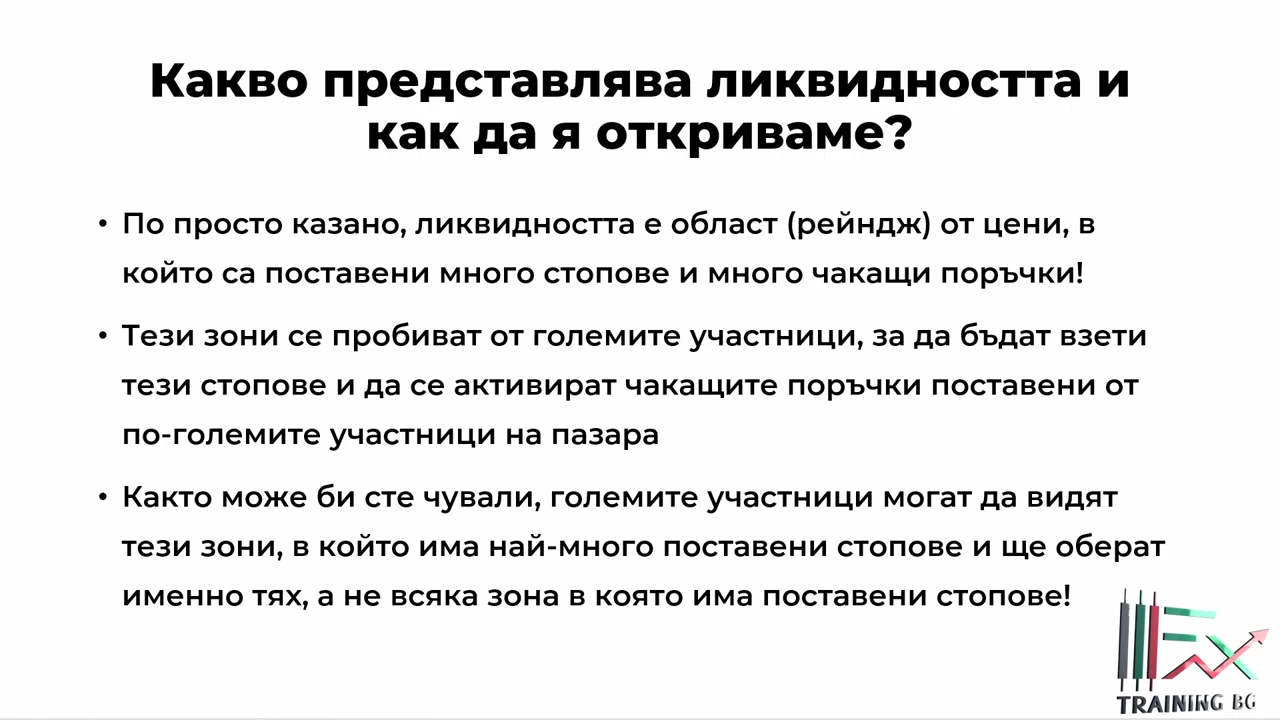 Какво представлява ликвидността и
как да я откриваме?
• По просто казано, ликвидността е област (рейндж) от цени, в
който са поставени много стопове и много чакащи поръчки!
• Тези зони се пробиват от големите участници, за да бъдат взети
тези стопове и да се активират чакащите поръчки поставени от
по-големите участници на пазара
• Както може би сте чували, големите участници могат да видят
тези зони, в който има най-много поставени стопове и ще оберат
именно тях, а не всяка зона в която има поставени стопове!
Fx
TRAINING BG